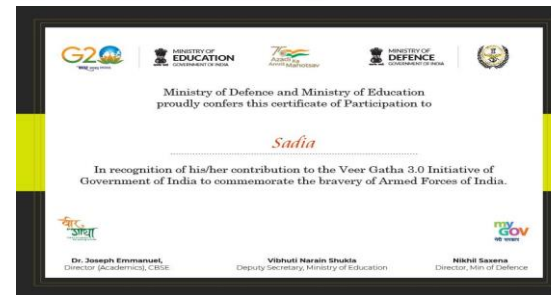 G20
MINISTRY OF
EDUCATION
GOVERNMENT OF INDIA
Azadi Ka
Amrit Mahotsav
MINISTRY OF
DEFENCE
GOVERNMENT OF INDIA
Ministry of Defence and Ministry of Education
proudly confers this certificate of Participation to
Sadia
In recognition of his/her contribution to the Veer Gatha 3.0 Initiative of
Government of India to commemorate the bravery of Armed Forces of India.
वीर
गाथा
my
GOV
मेरी सरकार
Dr. Joseph Emmanuel,
Director (Academics), CBSE
Vibhuti Narain Shukla
Deputy Secretary, Ministry of Education
Nikhil Saxena
Director, Min of Defence